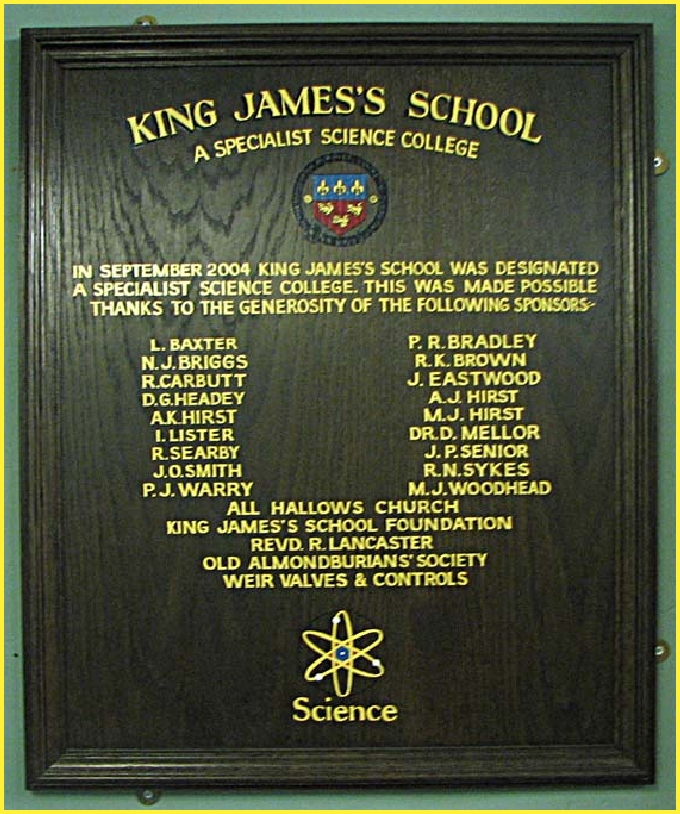 KING JAMES'S SCHOOL
A SPECIALIST SCIENCE COLLEGE
IN SEPTEMBER 2004 KING JAMES'S SCHOOL WAS DESIGNATED
A SPECIALIST SCIENCE COLLEGE. THIS WAS MADE POSSIBLE
THANKS TO THE GENEROSITY OF THE FOLLOWING SPONSORS:-
L. BAXTER
N.J. BRIGGS
R. CARBUTT
D.G. HEADEY
A.K. HIRST
I. LISTER
R. SEARBY
J.O. SMITH
P.J. WARRY
P. R. BRADLEY
R.K. BROWN
J. EASTWOOD
A.J. HIRST
M.J. HIRST
DR. D. MELLOR
J. P. SENIOR
R.N. SYKES
M.J. WOODHEAD
ALL HALLOWS CHURCH
KING JAMES'S SCHOOL FOUNDATION
REVD. R. LANCASTER
OLD ALMONDBURIANS' SOCIETY
WEIR VALVES & CONTROLS
Science